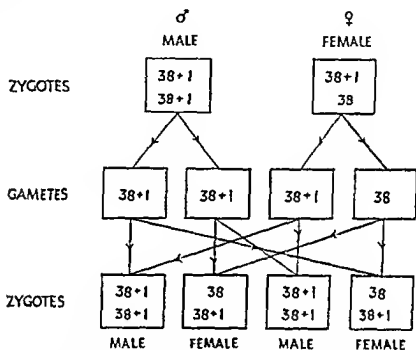 ♂ ♀
MALE FEMALE
ZYGOTES
38+1 38+1
38+1 38
GAMETES
38+1 38+1 38+1 38
ZYGOTES
38+1 38 38+1 38
38+1 38+1 38+1 38+1
MALE FEMALE MALE FEMALE